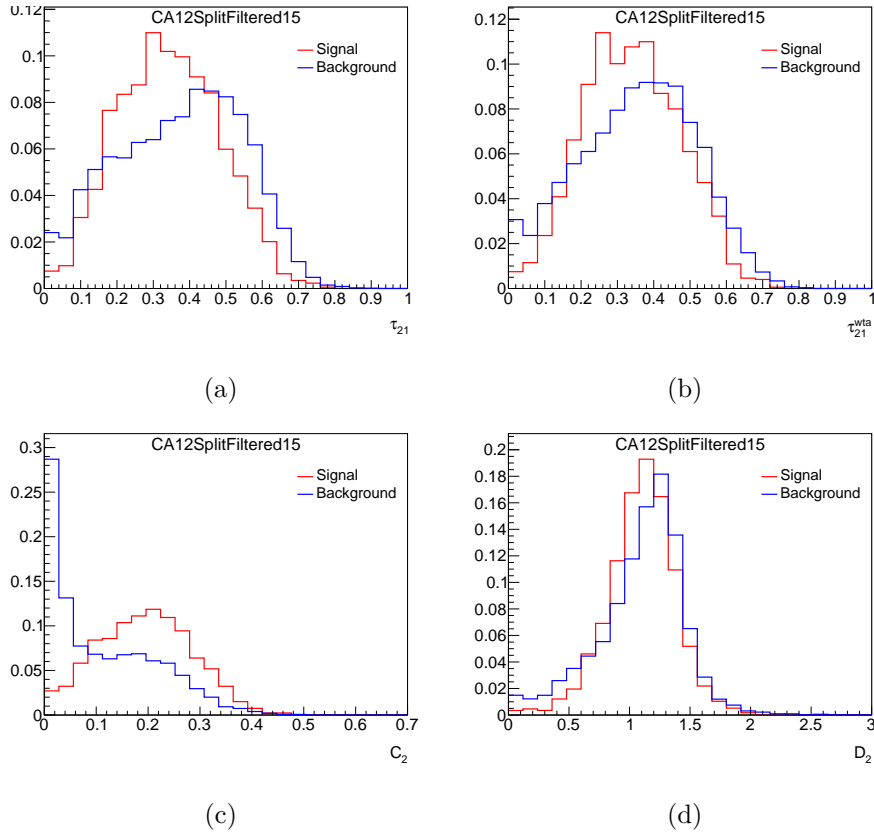 CA12SplitFiltered15
Signal
Background
0.1
0.08
0.06
0.04
0.02
0
0 0.1 0.2 0.3 0.4 0.5 0.6 0.7 0.8 0.9 1
τ21
(a)
CA12SplitFiltered15
Signal
Background
0.12
0.1
0.08
0.06
0.04
0.02
0
0 0.1 0.2 0.3 0.4 0.5 0.6 0.7 0.8 0.9 1
τ21^wta
(b)
CA12SplitFiltered15
Signal
Background
0.3
0.25
0.2
0.15
0.1
0.05
0
0 0.1 0.2 0.3 0.4 0.5 0.6 0.7
C2
(c)
CA12SplitFiltered15
Signal
Background
0.2
0.18
0.16
0.14
0.12
0.1
0.08
0.06
0.04
0.02
0
0 0.5 1 1.5 2 2.5 3
D2
(d)